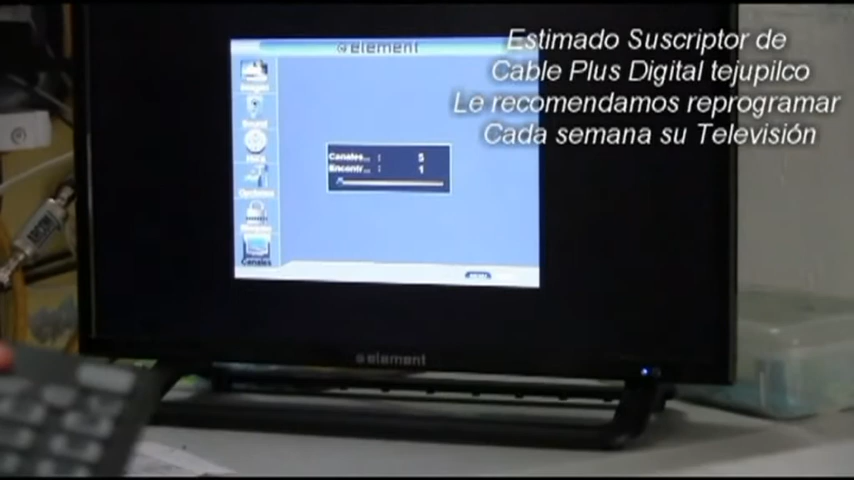 Estimado Suscriptor de
Cable Plus Digital tejupilco
Le recomendamos reprogramar
Cada semana su Televisión
element
Imagen
Sound
Hora
Opciones
Canales... : 5
Encontr... : 1
Canales
element